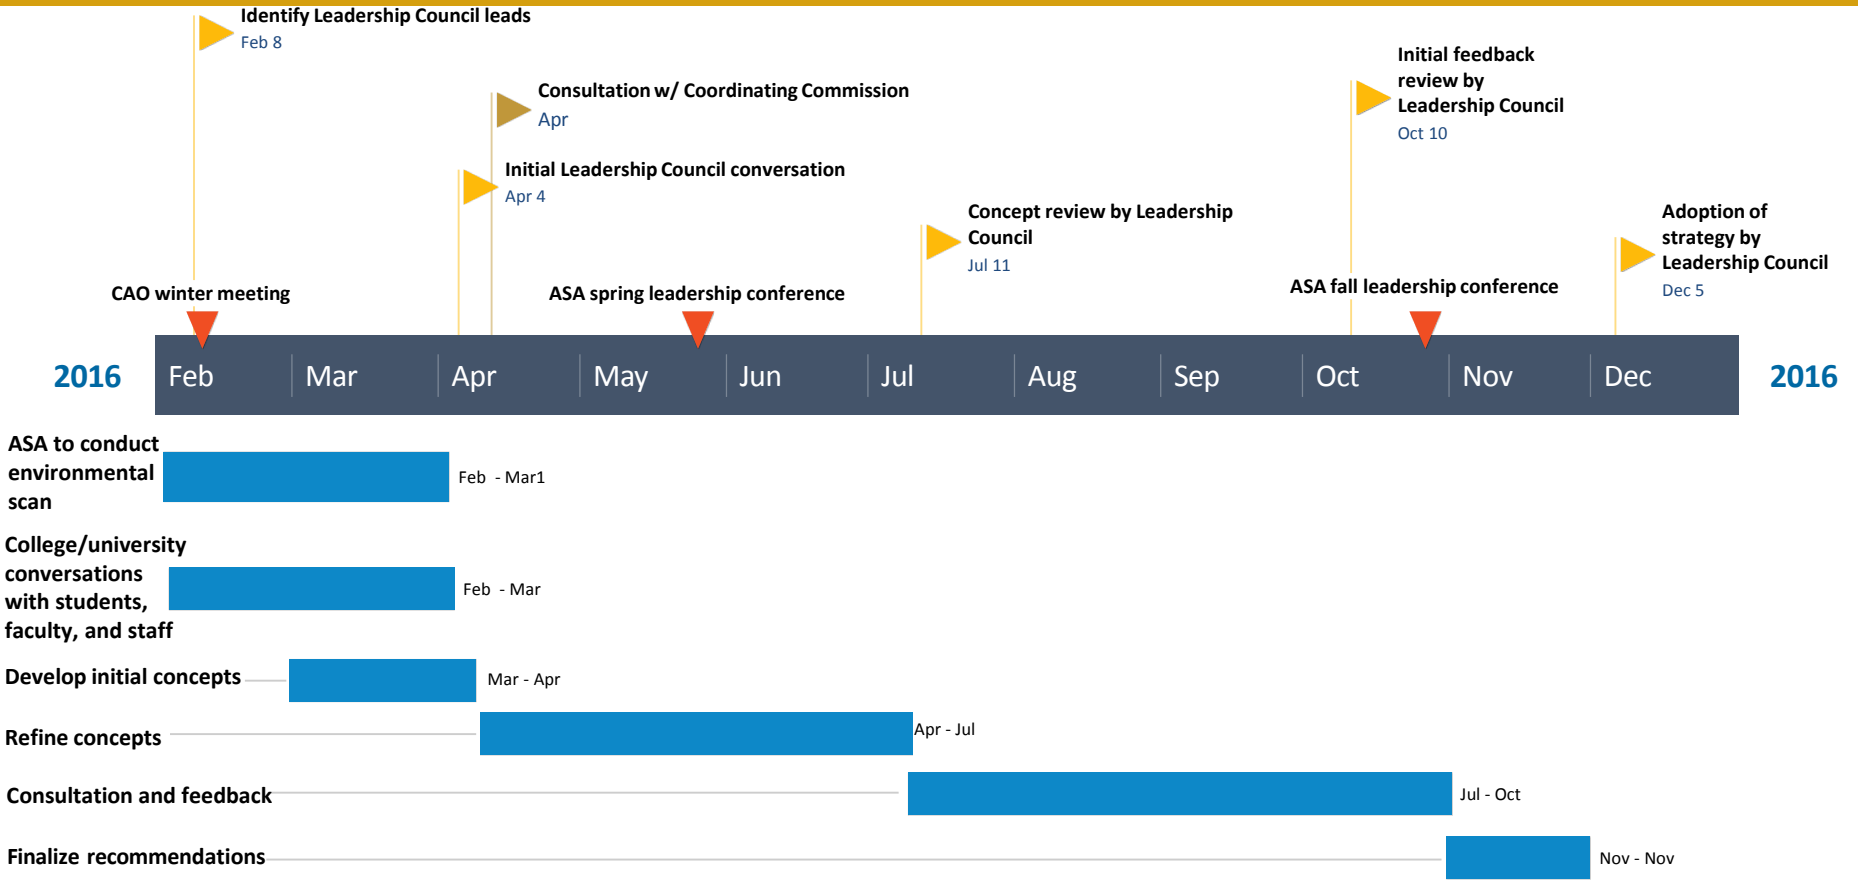 Identify Leadership Council leads
Feb 8
Consultation w/ Coordinating Commission
Apr
Initial Leadership Council conversation
Apr 4
Concept review by Leadership
Council
Jul 11
Initial feedback
review by
Leadership Council
Oct 10
Adoption of
strategy by
Leadership Council
Dec 5
CAO winter meeting
ASA spring leadership conference
ASA fall leadership conference
2016 Feb Mar Apr May Jun Jul Aug Sep Oct Nov Dec 2016
ASA to conduct
environmental
scan
Feb - Mar1
College/university
conversations
with students,
faculty, and staff
Feb - Mar
Develop initial concepts
Mar - Apr
Refine concepts
Apr - Jul
Consultation and feedback
Jul - Oct
Finalize recommendations
Nov - Nov